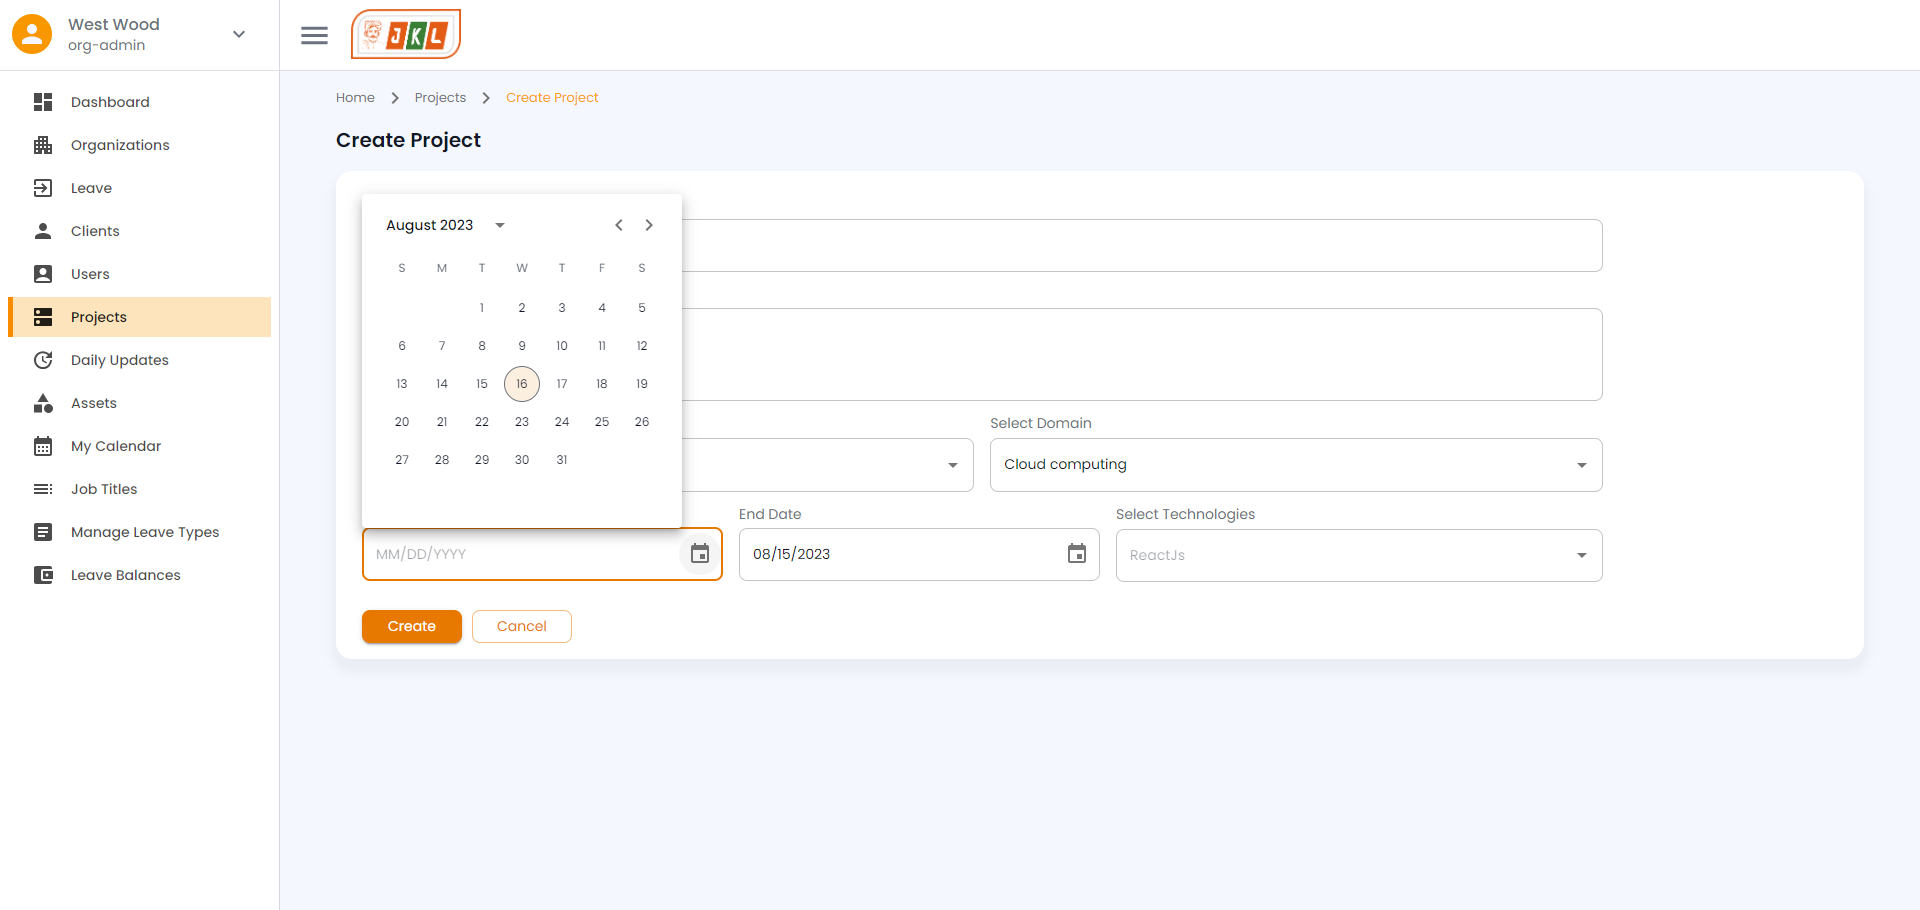 West Wood
org-admin
JKL
Dashboard
Organizations
Leave
Clients
Users
Projects
Daily Updates
Assets
My Calendar
Job Titles
Manage Leave Types
Leave Balances
Home Projects Create Project
Create Project
August 2023
S M T W T F S
1 2 3 4 5
6 7 8 9 10 11 12
13 14 15 16 17 18 19
20 21 22 23 24 25 26
27 28 29 30 31
Select Domain
Cloud computing
End Date
Select Technologies
MM/DD/YYYY
08/15/2023
ReactJs
Create
Cancel